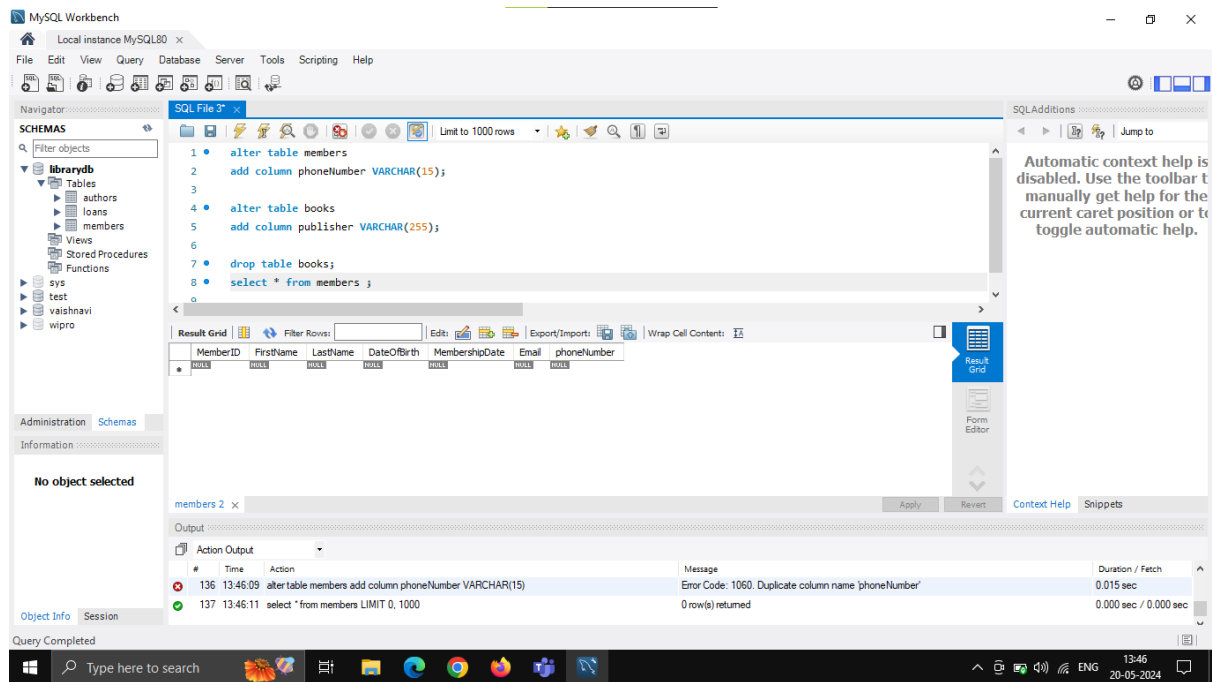 MySQL Workbench
Local instance MySQL80 ×
File Edit View Query Database Server Tools Scripting Help
Navigator
SCHEMAS
Filter objects
librarydb
Tables
authors
loans
members
Views
Stored Procedures
Functions
sys
test
vaishnavi
wipro
Administration Schemas
Information
No object selected
Object Info Session
SQL File 3* ×
Limit to 1000 rows
1 alter table members
2 add column phoneNumber VARCHAR(15);
3
4 alter table books
5 add column publisher VARCHAR(255);
6
7 drop table books;
8 select * from members ;
9
Result Grid Filter Rows: Edit: Export/Import: Wrap Cell Content:
MemberID FirstName LastName DateOfBirth MembershipDate Email phoneNumber
* NULL NULL NULL NULL NULL NULL NULL
Result
Grid
Form
Editor
members 2 × Apply Revert
SQLAdditions
Jump to
Automatic context help is
disabled. Use the toolbar t
manually get help for the
current caret position or to
toggle automatic help.
Context Help Snippets
Output
Action Output
# Time Action Message Duration / Fetch
136 13:46:09 alter table members add column phoneNumber VARCHAR(15) Error Code: 1060. Duplicate column name 'phoneNumber' 0.015 sec
137 13:46:11 select * from members LIMIT 0, 1000 0 row(s) returned 0.000 sec / 0.000 sec
Query Completed
Type here to search
ENG
13:46
20-05-2024